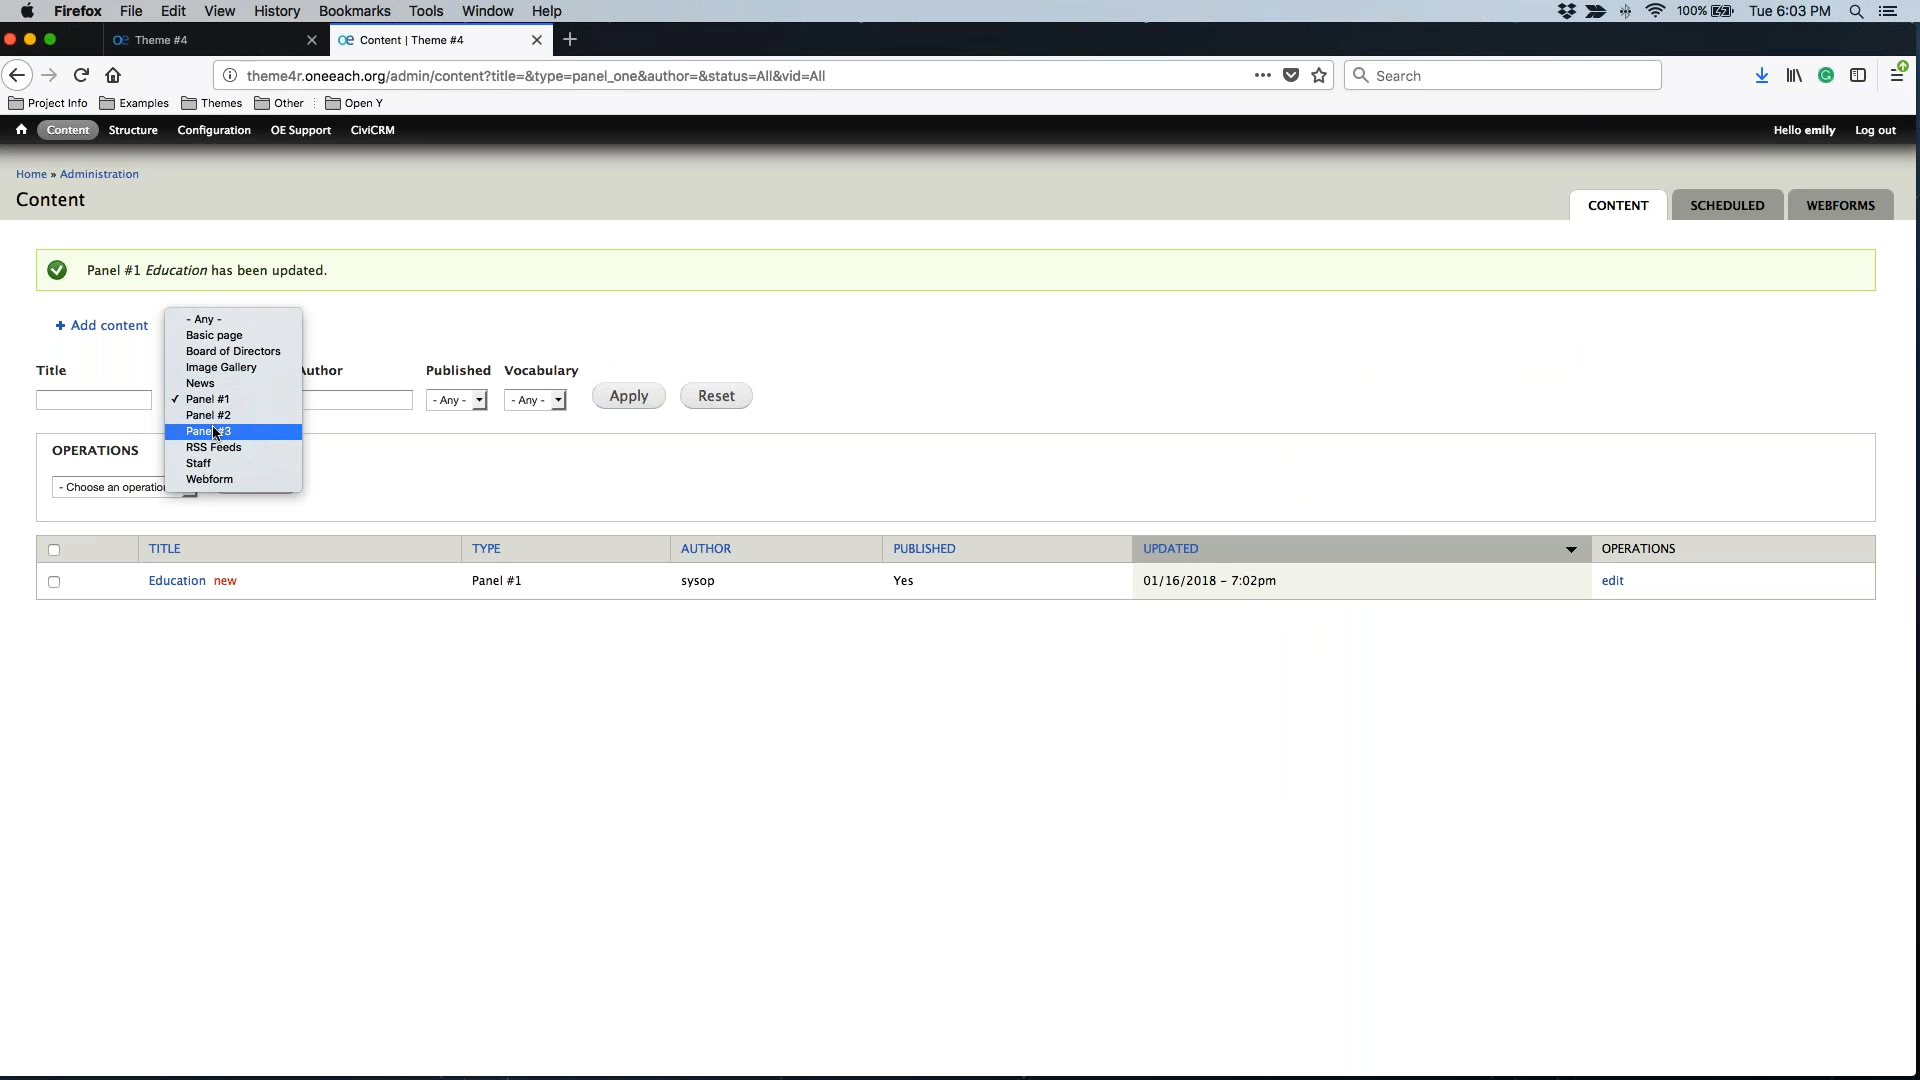 Firefox File Edit View History Bookmarks Tools Window Help 100% Tue 6:03 PM
Theme #4 Content | Theme #4
theme4r.oneeach.org/admin/content?title=&type=panel_one&author=&status=All&vid=All Search
Project Info Examples Themes Other Open Y
Content Structure Configuration OE Support CiviCRM Hello emily Log out
Home » Administration
Content
CONTENT SCHEDULED WEBFORMS
Panel #1 Education has been updated.
+ Add content
- Any -
Basic page
Board of Directors
Image Gallery
News
✓ Panel #1
Panel #2
Panel #3
RSS Feeds
Staff
Webform
Title Author Published Vocabulary
- Any - - Any - Apply Reset
OPERATIONS
- Choose an operation
TITLE TYPE AUTHOR PUBLISHED UPDATED OPERATIONS
Education new Panel #1 sysop Yes 01/16/2018 – 7:02pm edit